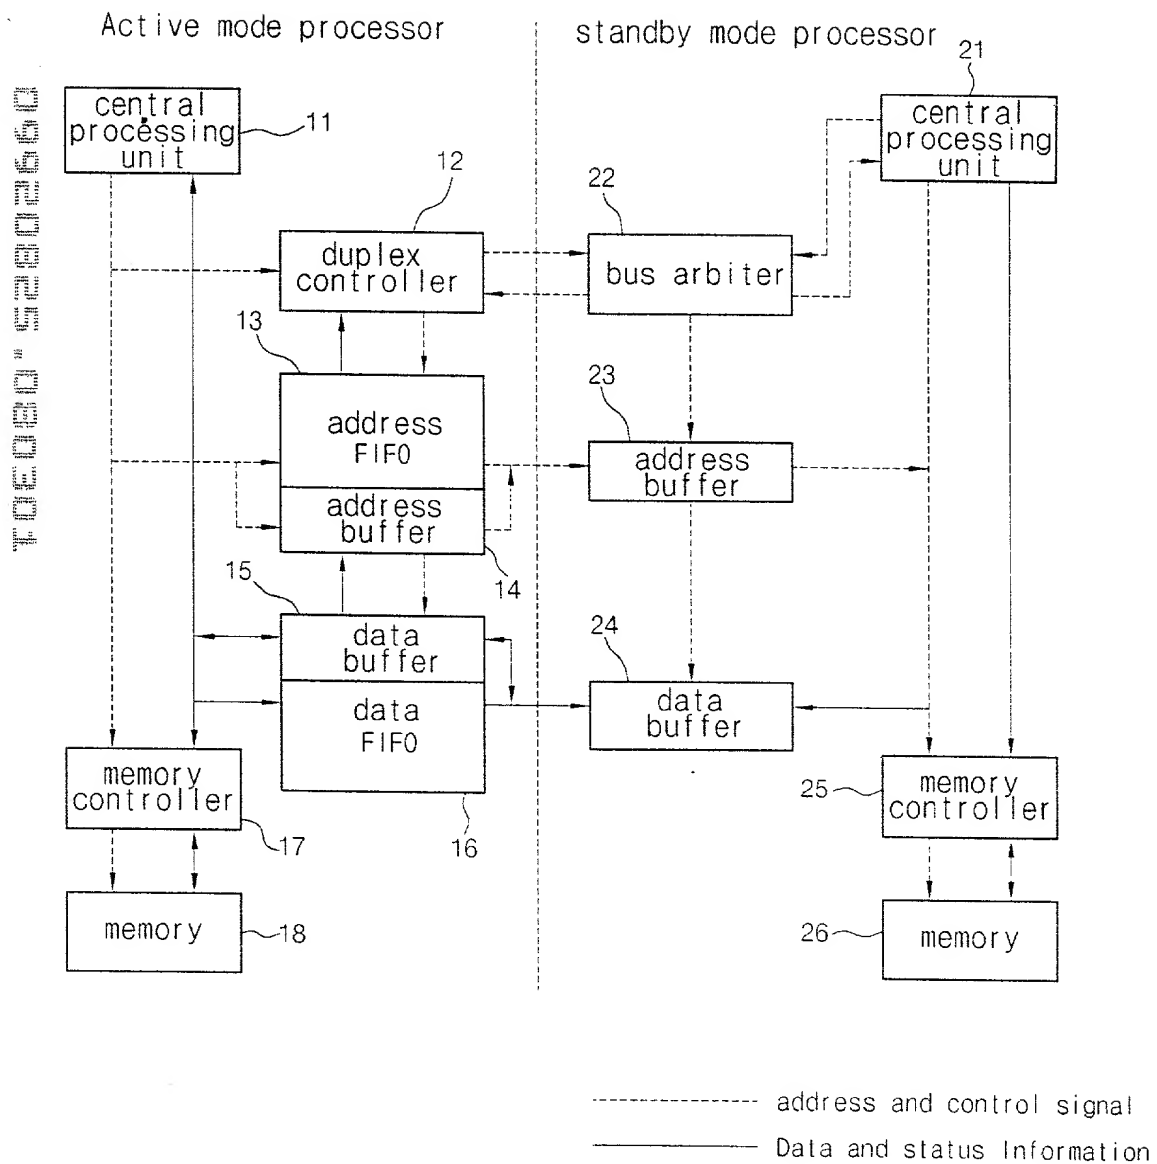 Active mode processor
standby mode processor
21
central
processing
unit
11
central
processing
unit
12
22
duplex
controller
bus arbiter
13
23
address
FIFO
address
buffer
address
buffer
14
15
24
data
buffer
data
FIFO
data
buffer
memory
controller
25
memory
controller
17
16
memory
18
26
memory
address and control signal
Data and status Information
09920825.080301